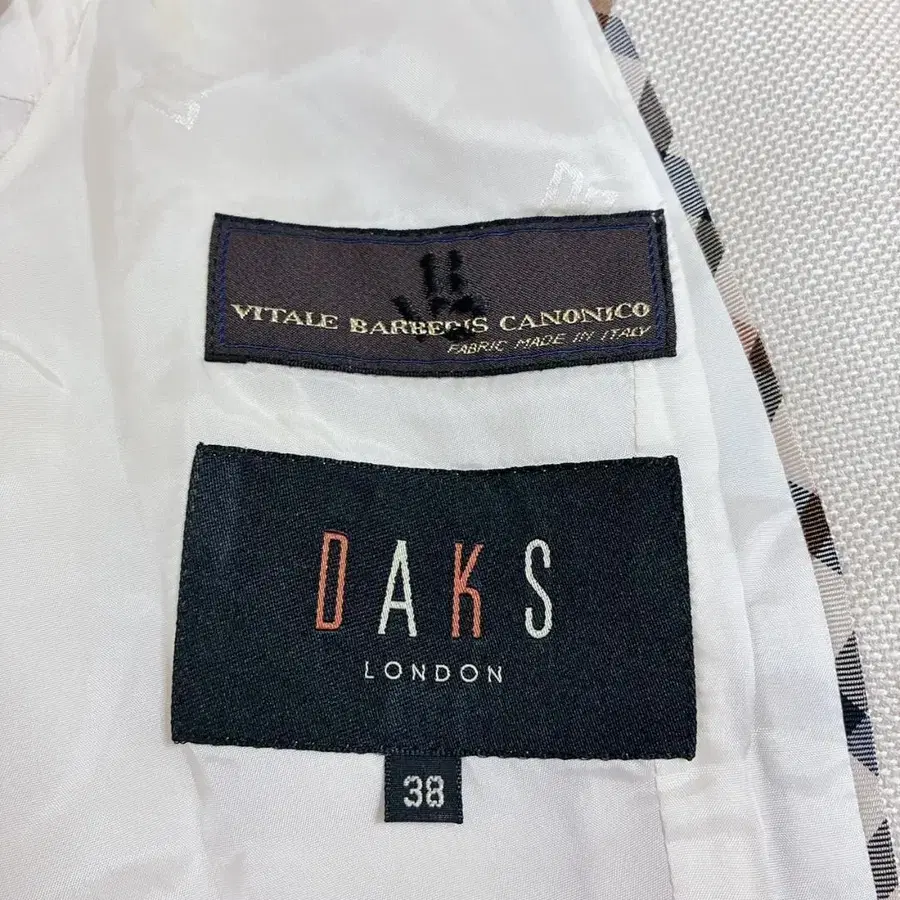 VITALE BARBERIS CANONICO
FABRIC MADE IN ITALY
DAKS
LONDON
38